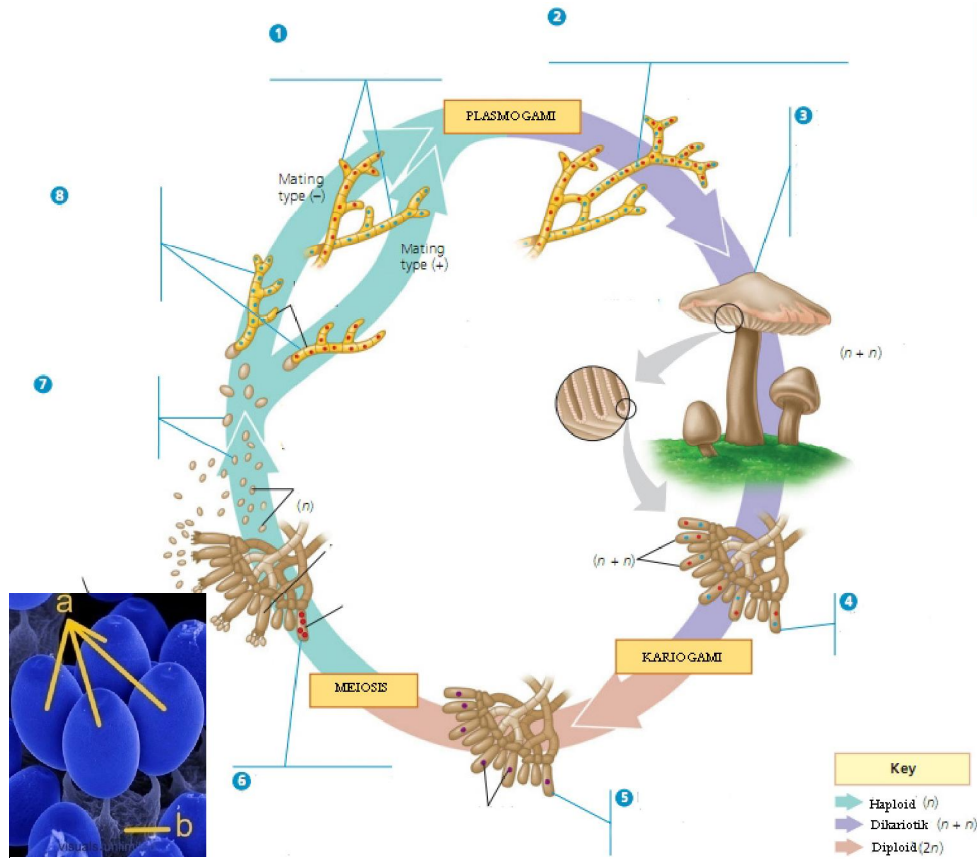 1
2
PLASMOGAMI
3
Mating
type (–)
8
Mating
type (+)
(n + n)
7
(n)
(n + n)
a
4
KARIOGAMI
MEIOSIS
6
5
b
Key
Haploid (n)
Dikariotik (n + n)
Diploid (2n)